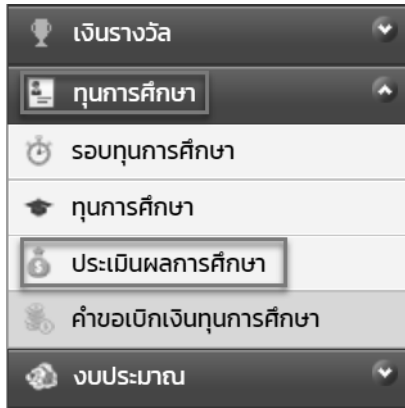 เงินรางวัล
ทุนการศึกษา
รอบทุนการศึกษา
ทุนการศึกษา
ประเมินผลการศึกษา
คำขอเบิกเงินทุนการศึกษา
งบประมาณ